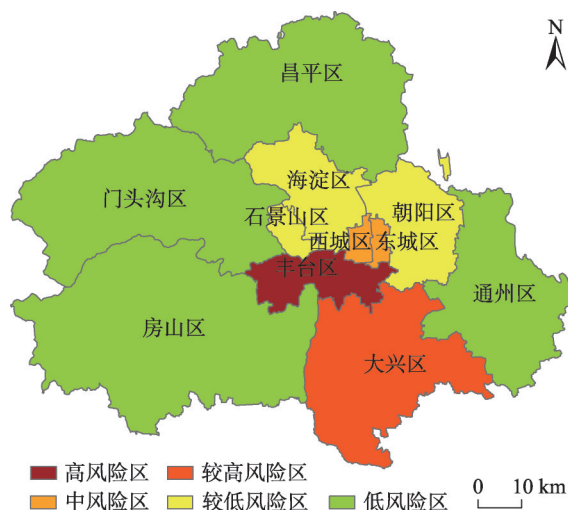 N
昌平区
海淀区
门头沟区
石景山区
朝阳区
西城区
东城区
丰台区
通州区
房山区
大兴区
高风险区 较高风险区
中风险区 较低风险区 低风险区 0 10 km